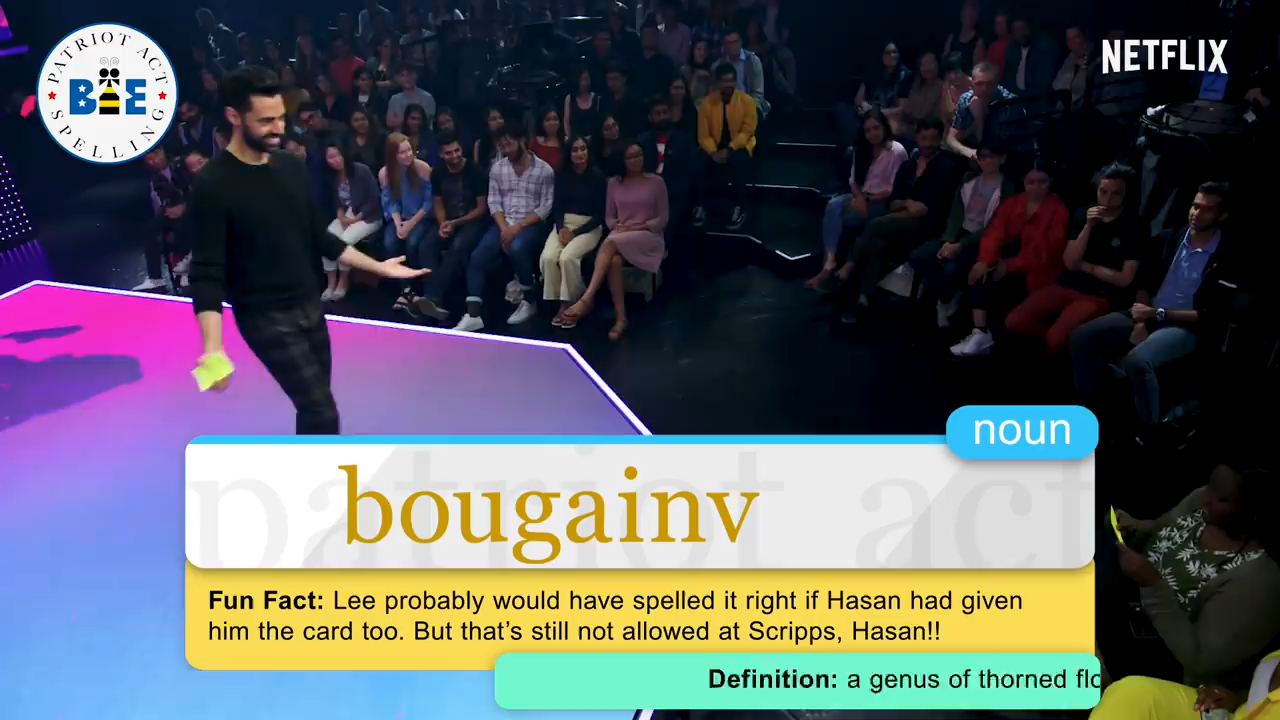 PATRIOT ACT
BEE
SPELLING
NETFLIX
noun
bougainv
patriot act
Fun Fact: Lee probably would have spelled it right if Hasan had given
him the card too. But that’s still not allowed at Scripps, Hasan!!
Definition: a genus of thorned flo